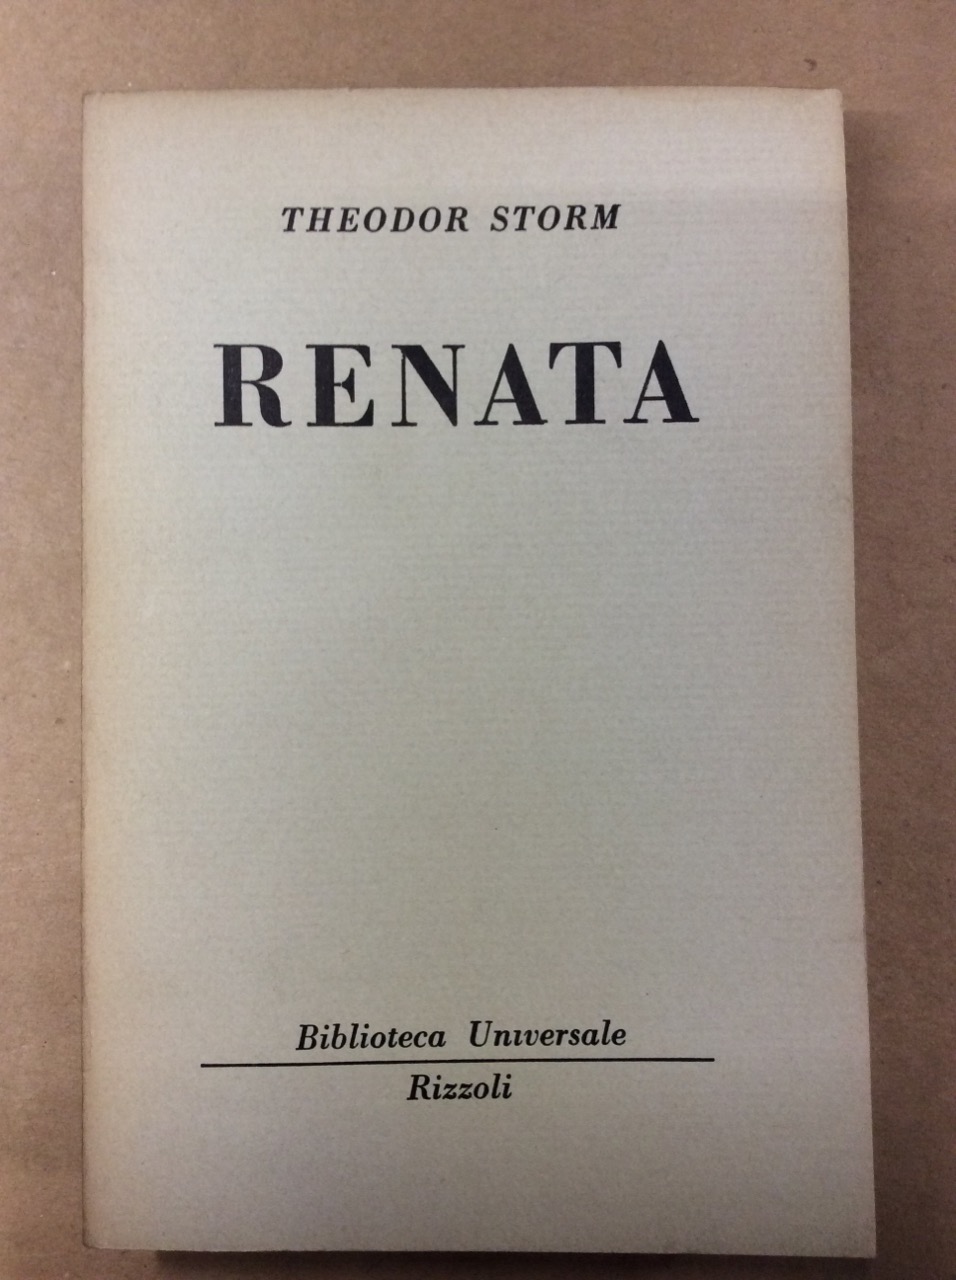 THEODOR STORM
RENATA
Biblioteca Universale
Rizzoli